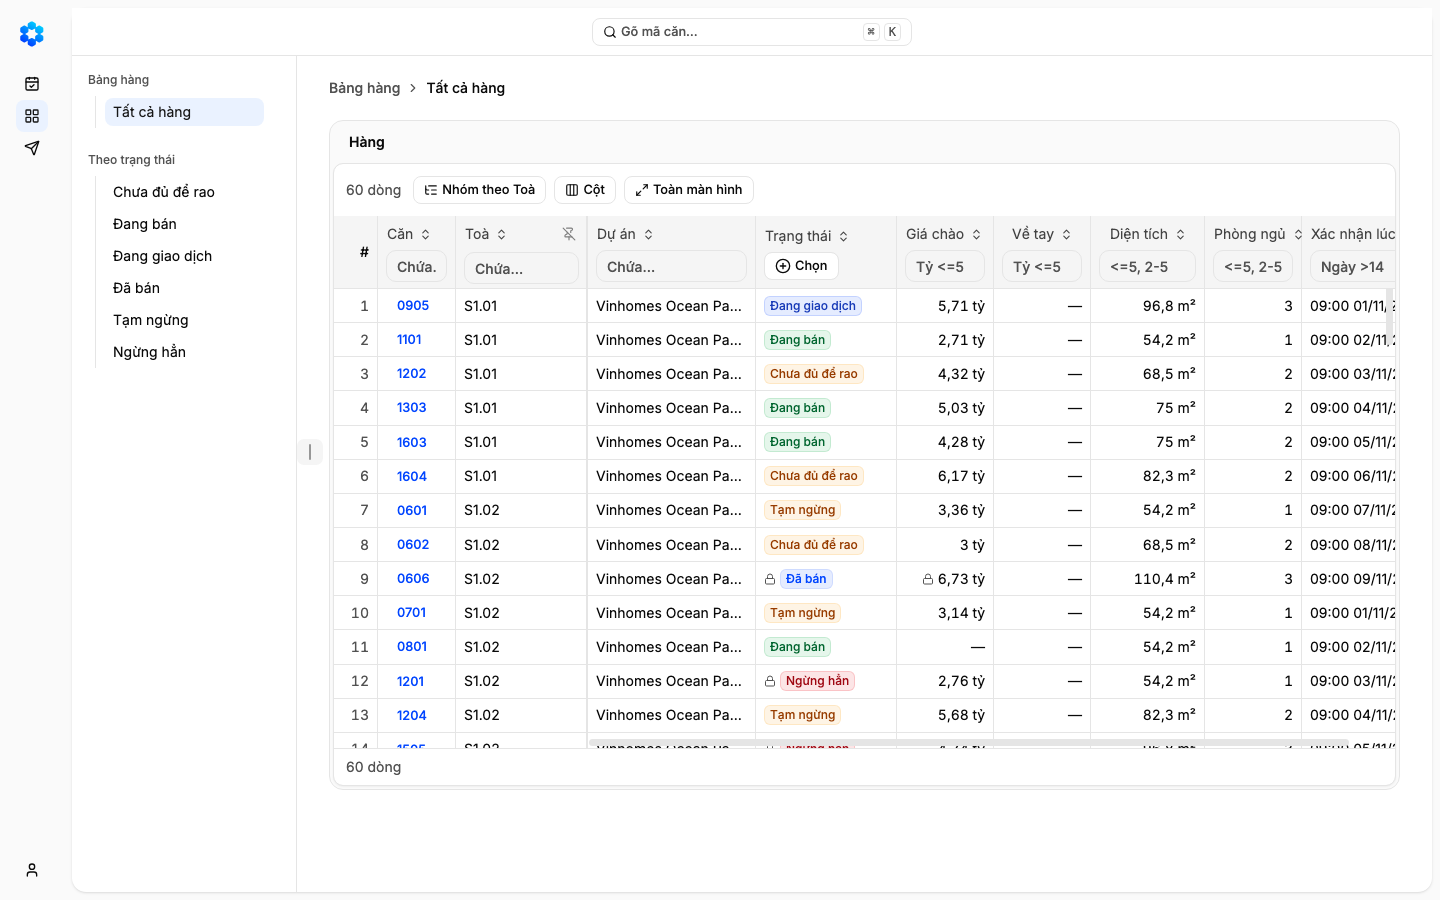 Gõ mã căn... ⌘ K
Bảng hàng
Tất cả hàng
Theo trạng thái
Chưa đủ để rao
Đang bán
Đang giao dịch
Đã bán
Tạm ngừng
Ngừng hẳn
Bảng hàng > Tất cả hàng
Hàng
60 dòng Nhóm theo Toà Cột Toàn màn hình
# Căn Toà Dự án Trạng thái Giá chào Về tay Diện tích Phòng ngủ Xác nhận lúc
Chứa. Chứa... Chứa... Chọn Tỷ <=5 Tỷ <=5 <=5, 2-5 <=5, 2-5 Ngày >14
1 0905 S1.01 Vinhomes Ocean Pa... Đang giao dịch 5,71 tỷ — 96,8 m² 3 09:00 01/11/2
2 1101 S1.01 Vinhomes Ocean Pa... Đang bán 2,71 tỷ — 54,2 m² 1 09:00 02/11/2
3 1202 S1.01 Vinhomes Ocean Pa... Chưa đủ để rao 4,32 tỷ — 68,5 m² 2 09:00 03/11/2
4 1303 S1.01 Vinhomes Ocean Pa... Đang bán 5,03 tỷ — 75 m² 2 09:00 04/11/2
5 1603 S1.01 Vinhomes Ocean Pa... Đang bán 4,28 tỷ — 75 m² 2 09:00 05/11/2
6 1604 S1.01 Vinhomes Ocean Pa... Chưa đủ để rao 6,17 tỷ — 82,3 m² 2 09:00 06/11/2
7 0601 S1.02 Vinhomes Ocean Pa... Tạm ngừng 3,36 tỷ — 54,2 m² 1 09:00 07/11/2
8 0602 S1.02 Vinhomes Ocean Pa... Chưa đủ để rao 3 tỷ — 68,5 m² 2 09:00 08/11/2
9 0606 S1.02 Vinhomes Ocean Pa... Đã bán 6,73 tỷ — 110,4 m² 3 09:00 09/11/2
10 0701 S1.02 Vinhomes Ocean Pa... Tạm ngừng 3,14 tỷ — 54,2 m² 1 09:00 01/11/2
11 0801 S1.02 Vinhomes Ocean Pa... Đang bán — — 54,2 m² 1 09:00 02/11/2
12 1201 S1.02 Vinhomes Ocean Pa... Ngừng hẳn 2,76 tỷ — 54,2 m² 1 09:00 03/11/2
13 1204 S1.02 Vinhomes Ocean Pa... Tạm ngừng 5,68 tỷ — 82,3 m² 2 09:00 04/11/2
60 dòng